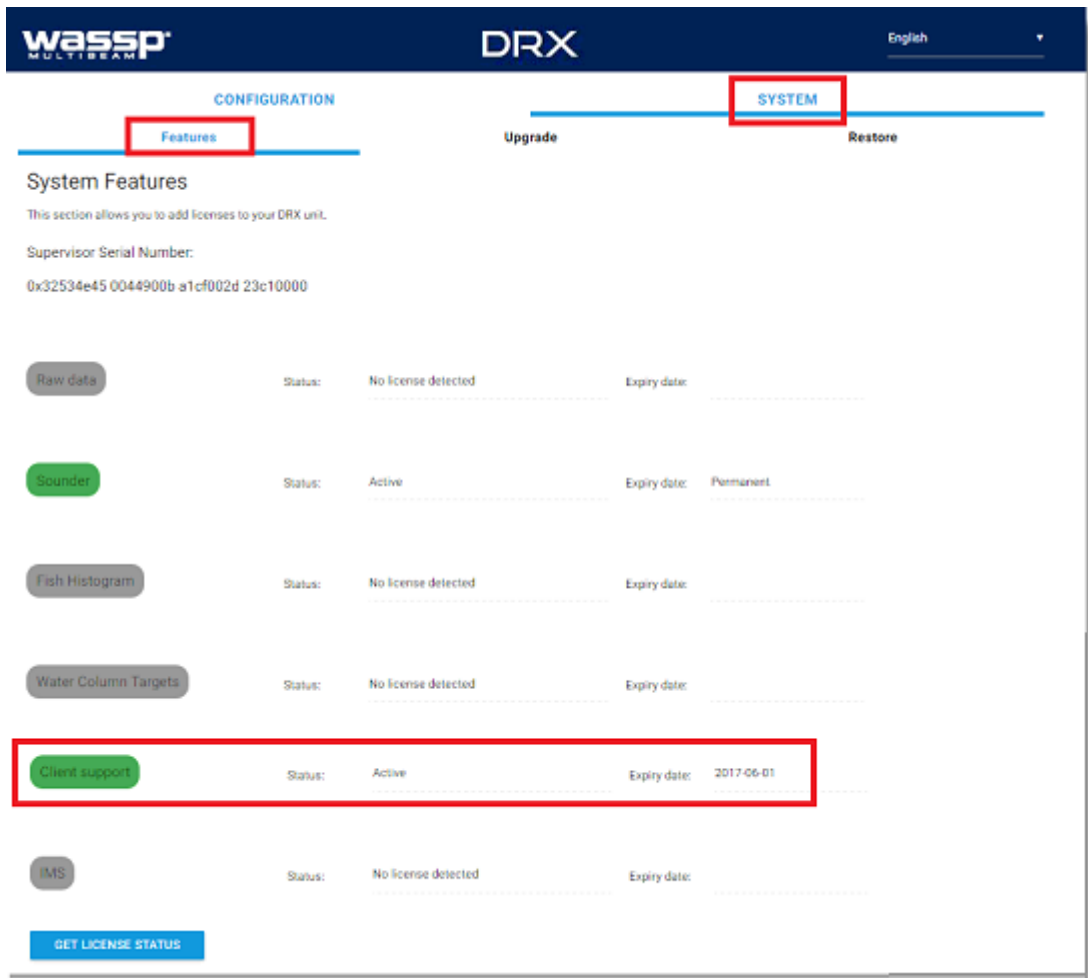 wassp
MULTIBEAM
DRX
English
CONFIGURATION
SYSTEM
Features
Upgrade
Restore
System Features
This section allows you to add licenses to your DRX unit.
Supervisor Serial Number:
0x32534e45 0044900b a1cf002d 23c10000
Raw data Status: No license detected Expiry date:
Sounder Status: Active Expiry date: Permanent
Fish Histogram Status: No license detected Expiry date:
Water Column Targets Status: No license detected Expiry date:
Client support Status: Active Expiry date: 2017-06-01
IMS Status: No license detected Expiry date:
GET LICENSE STATUS